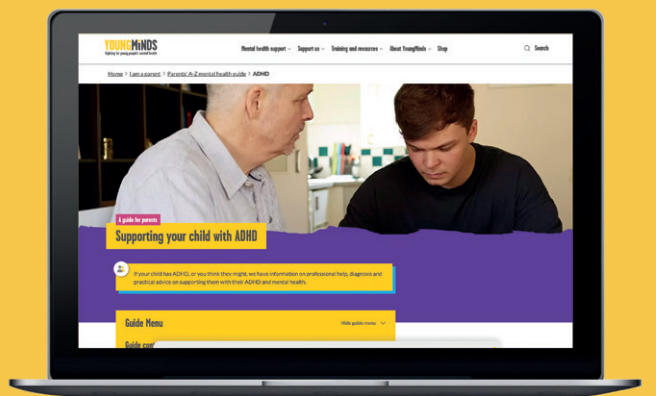 YOUNGMINDS
fighting for young people's mental health
Mental health support
Support us
Training and resources
About YoungMinds
Shop
Search
Home > I am a parent > Parents' A-Z mental health guide > ADHD
A guide for parents
Supporting your child with ADHD
If your child has ADHD, or you think they might, we have information on professional help, diagnosis and
practical advice on supporting them with their ADHD and mental health.
Guide Menu
Hide guide menu